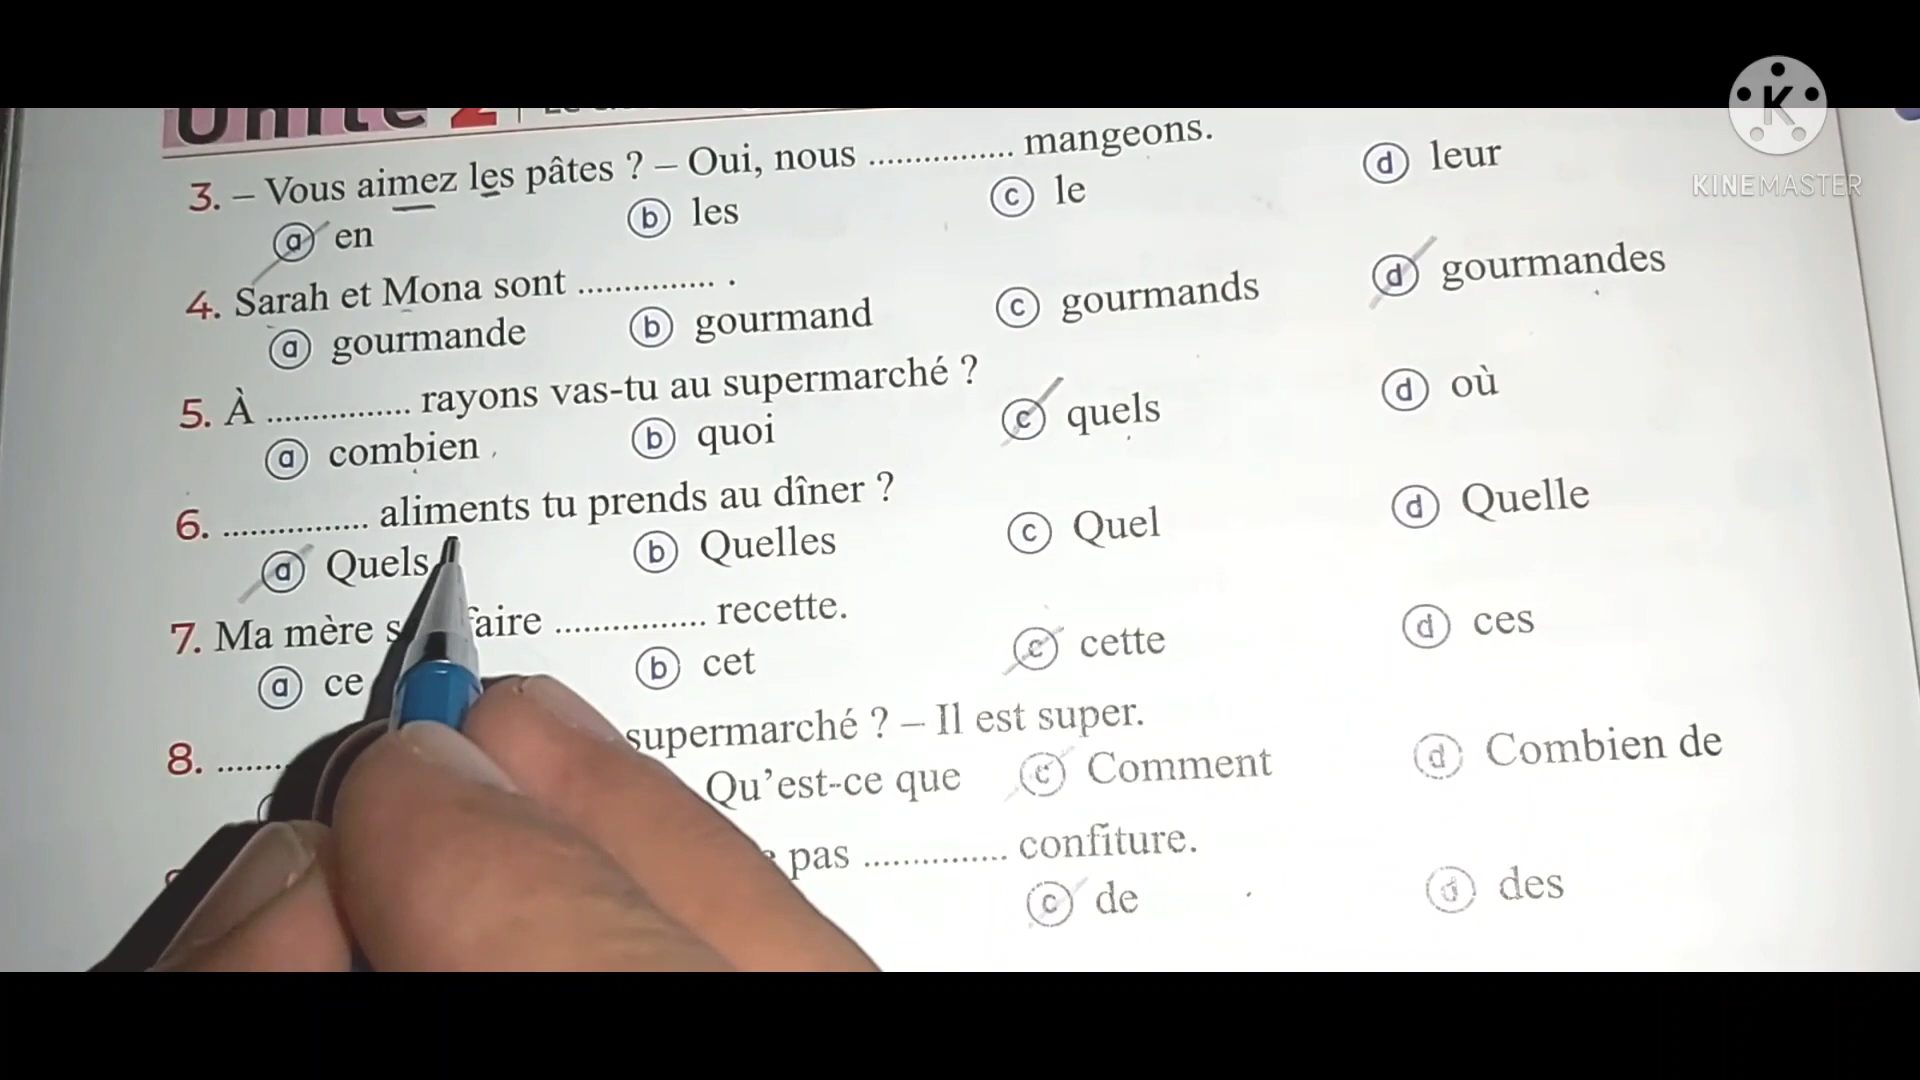 Unité 2
3. – Vous aimez les pâtes ? – Oui, nous ................ mangeons.
ⓐ en ⓑ les ⓒ le ⓓ leur
4. Sarah et Mona sont ............... .
ⓐ gourmande ⓑ gourmand ⓒ gourmands ⓓ gourmandes
5. À ................ rayons vas-tu au supermarché ?
ⓐ combien ⓑ quoi ⓒ quels ⓓ où
6. ................ aliments tu prends au dîner ?
ⓐ Quels ⓑ Quelles ⓒ Quel ⓓ Quelle
7. Ma mère faire ................ recette.
ⓐ ce ⓑ cet ⓒ cette ⓓ ces
8. ........ supermarché ? – Il est super.
Qu'est-ce que ⓒ Comment ⓓ Combien de
pas ................ confiture.
ⓒ de ⓓ des
K
KINEMASTER